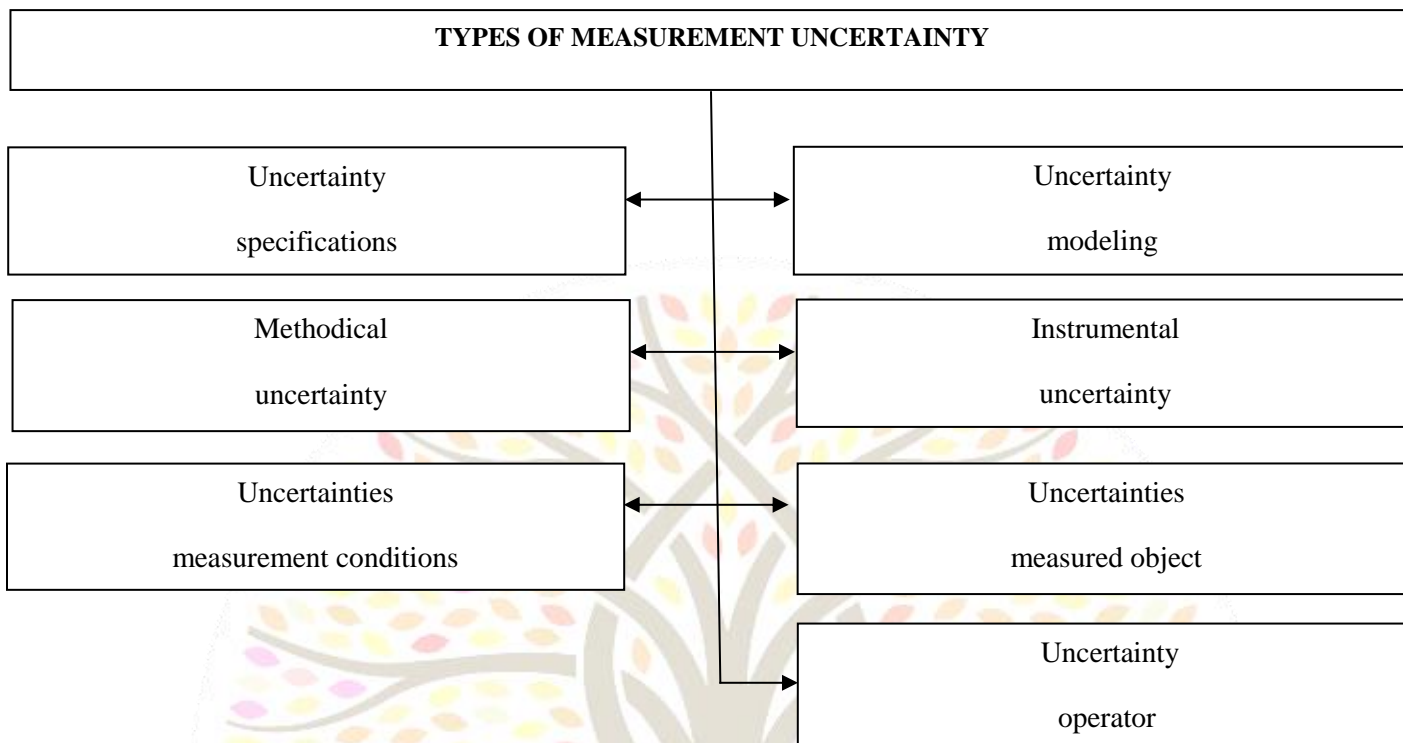 TYPES OF MEASUREMENT UNCERTAINTY
Uncertainty
specifications
Uncertainty
modeling
Methodical
uncertainty
Instrumental
uncertainty
Uncertainties
measurement conditions
Uncertainties
measured object
Uncertainty
operator